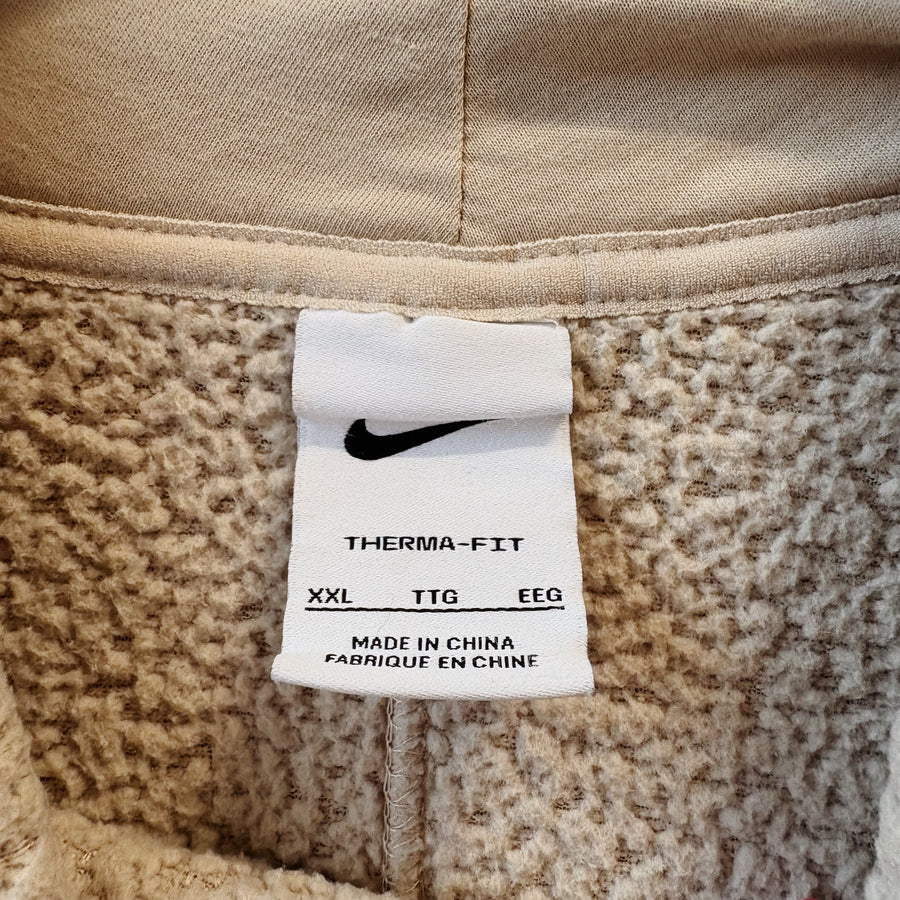 THERMA-FIT
XXL TTG EEG
MADE IN CHINA
FABRIQUE EN CHINE